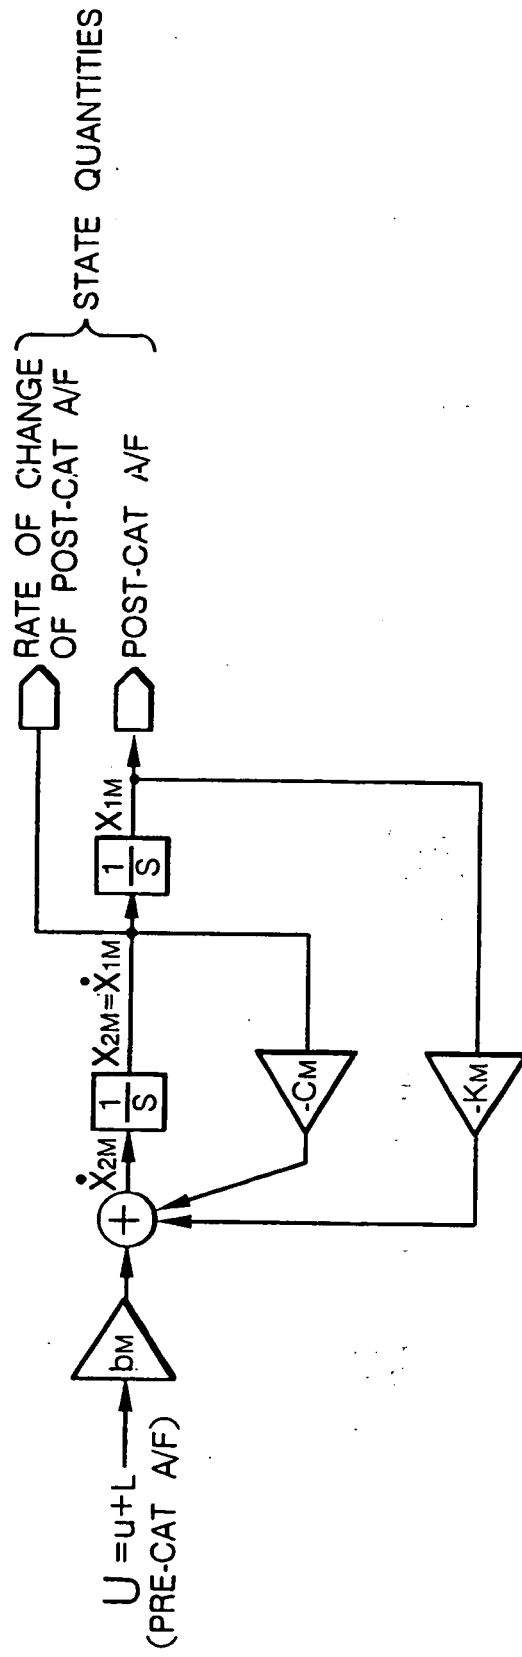 U=u+L
(PRE-CAT A/F)
bM
+
Ẋ2M
1
S
X2M=Ẋ1M
1
S
X1M
-CM
-KM
RATE OF CHANGE
OF POST-CAT A/F
POST-CAT A/F
STATE QUANTITIES